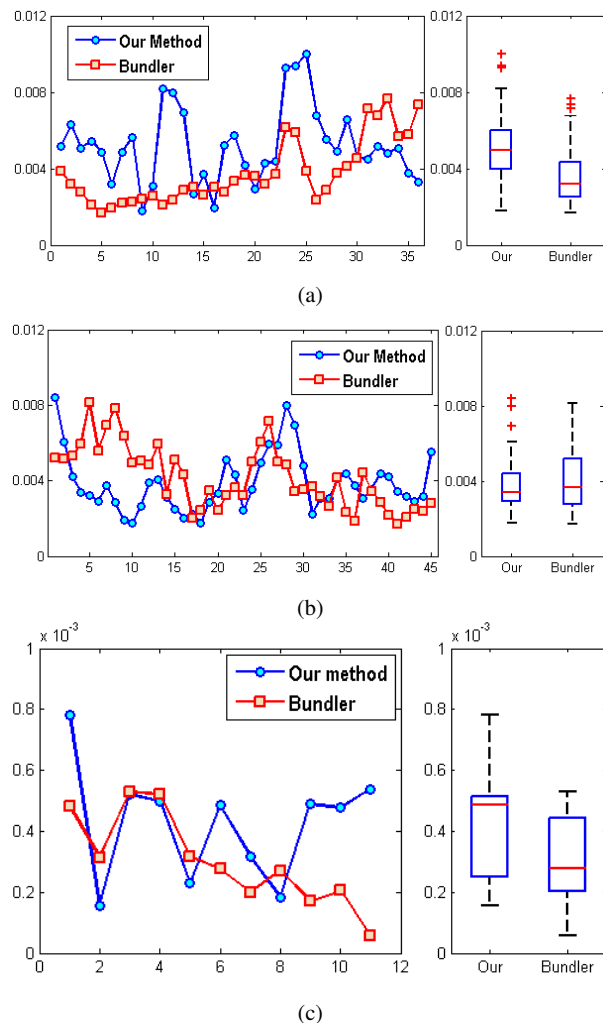 0.012
0.008
0.004
0
Our Method
Bundler
0 5 10 15 20 25 30 35
0.012
0.008
0.004
0
Our Bundler
(a)
0.012
0.008
0.004
0
Our Method
Bundler
5 10 15 20 25 30 35 40 45
0.012
0.008
0.004
0
Our Bundler
(b)
1 x 10-3
0.8
0.6
0.4
0.2
0
Our method
Bundler
0 2 4 6 8 10 12
1 x 10-3
0.8
0.6
0.4
0.2
0
Our Bundler
(c)